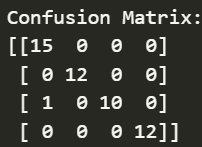 Confusion Matrix:
[[15  0  0  0]
 [ 0 12  0  0]
 [ 1  0 10  0]
 [ 0  0  0 12]]